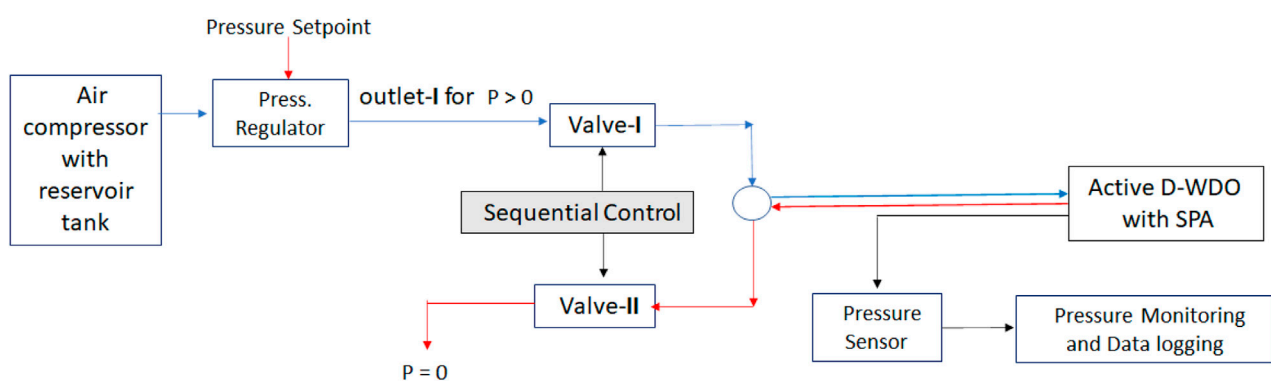 Pressure Setpoint
Air
compressor
with
reservoir
tank
Press.
Regulator
outlet-I for P > 0
Valve-I
Sequential Control
Active D-WDO
with SPA
Valve-II
Pressure
Sensor
Pressure Monitoring
and Data logging
P = 0